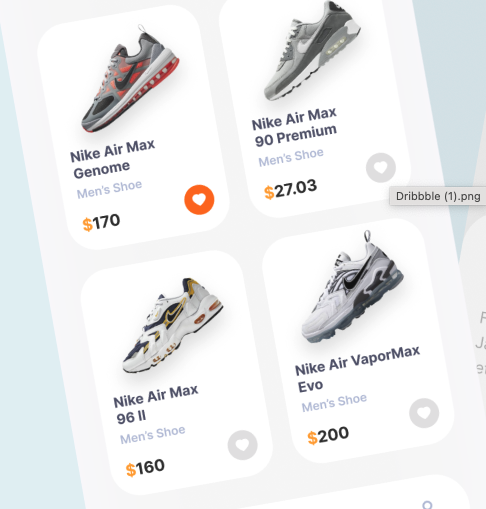 Nike Air Max
Genome
Men's Shoe
$170
Nike Air Max
90 Premium
Men's Shoe
$27.03
Dribbble (1).png
Nike Air Max
96 II
Men's Shoe
$160
Nike Air VaporMax
Evo
Men's Shoe
$200